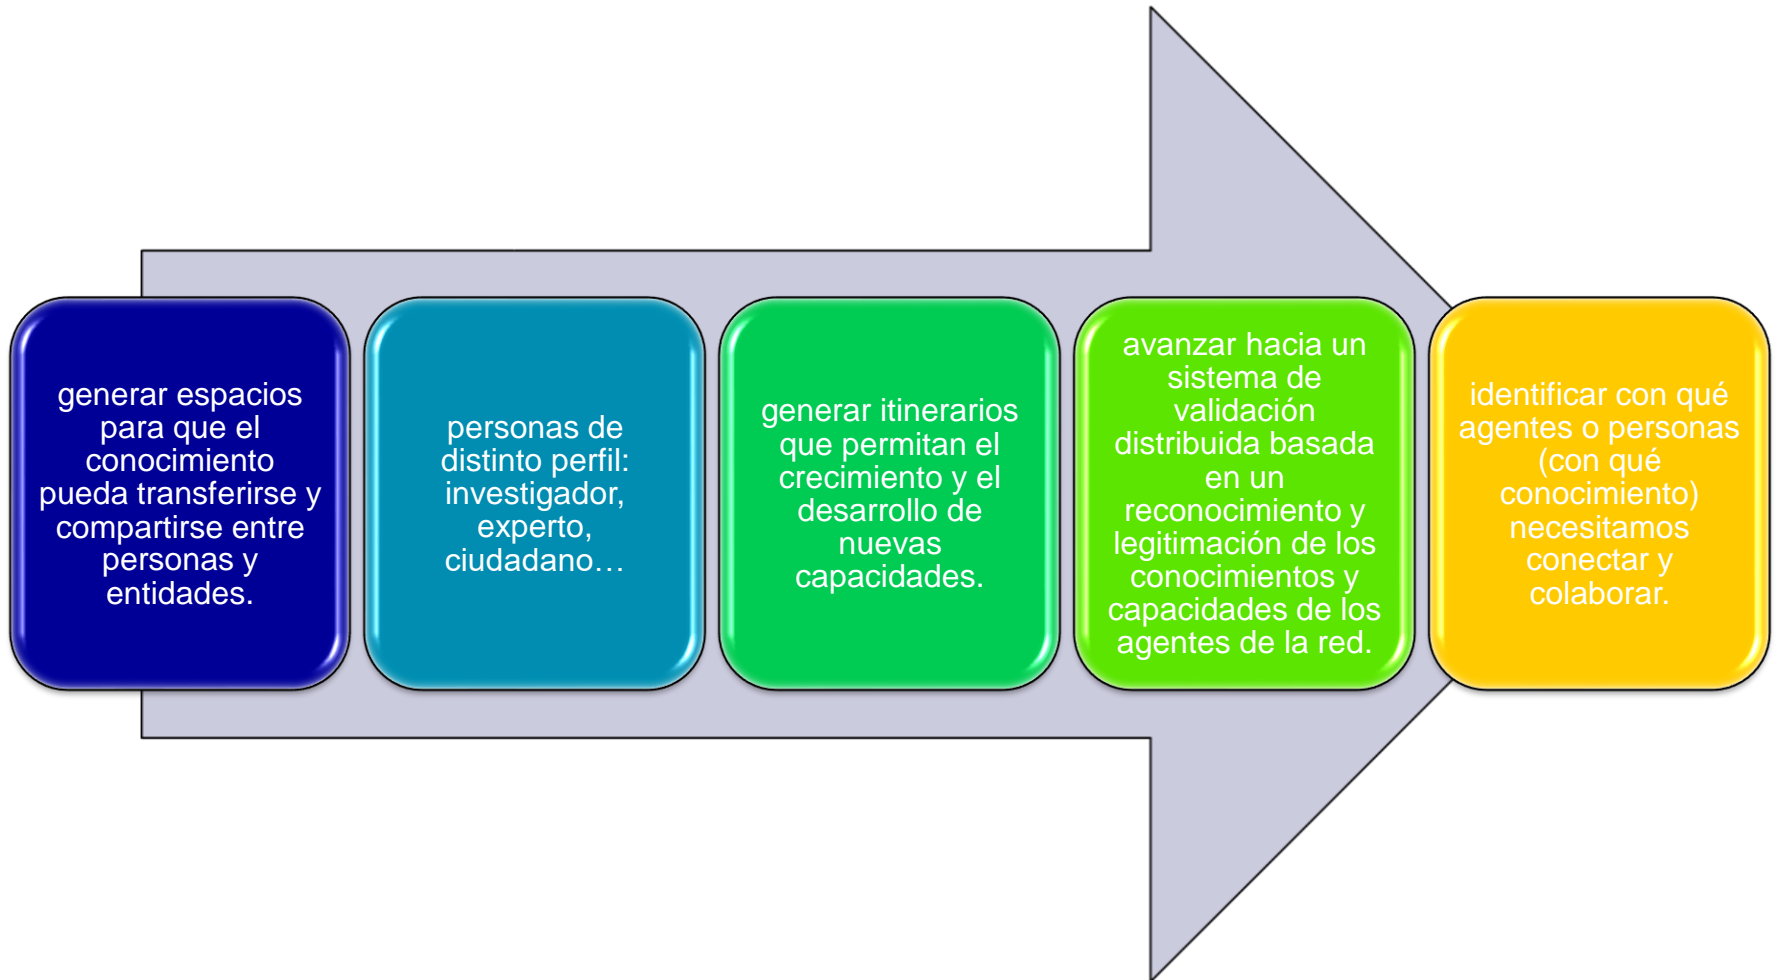 generar espacios
para que el
conocimiento
pueda transferirse y
compartirse entre
personas y
entidades.
personas de
distinto perfil:
investigador,
experto,
ciudadano…
generar itinerarios
que permitan el
crecimiento y el
desarrollo de
nuevas
capacidades.
avanzar hacia un
sistema de
validación
distribuida basada
en un
reconocimiento y
legitimación de los
conocimientos y
capacidades de los
agentes de la red.
identificar con qué
agentes o personas
(con qué
conocimiento)
necesitamos
conectar y
colaborar.